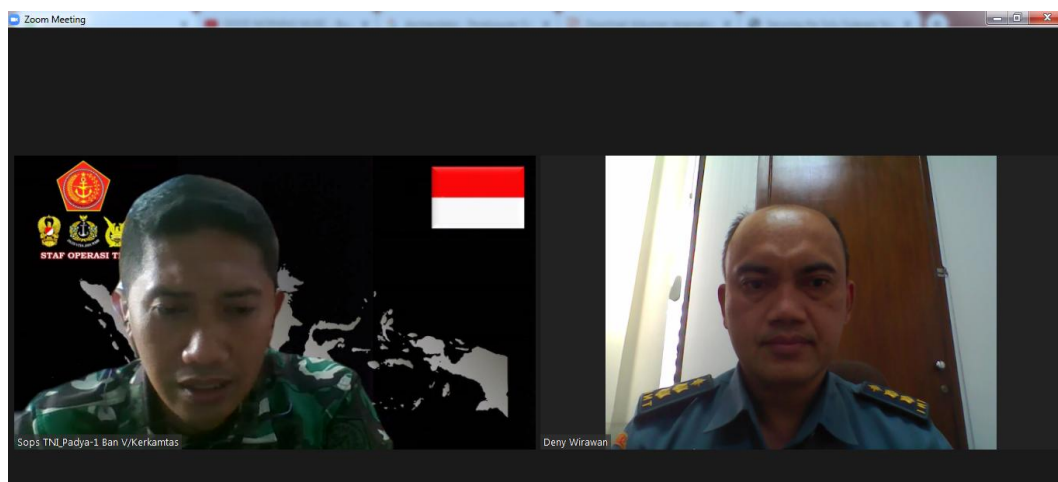 Zoom Meeting
STAF OPERASI
Sops TNI_Padya-1 Ban V/Kerkamtas
Deny Wirawan